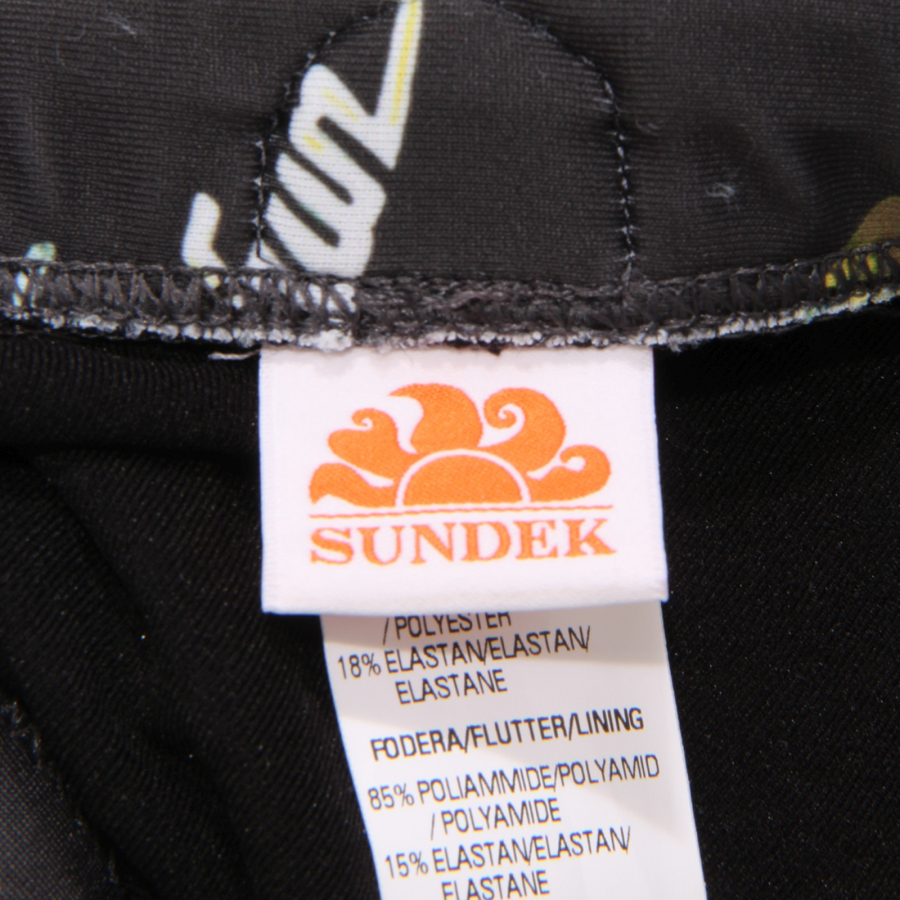 SUNDEK
/POLYESTER
18% ELASTAN/ELASTAN/
ELASTANE
FODERA/FLUTTER/LINING
85% POLIAMMIDE/POLYAMID
/POLYAMIDE
15% ELASTAN/ELASTAN/
ELASTANE